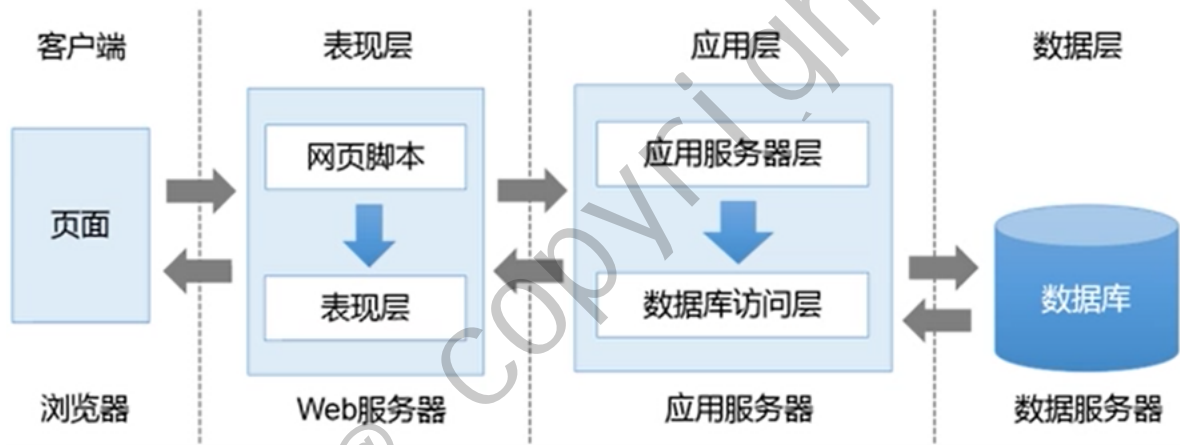 客户端 表现层 应用层 数据层
网页脚本 应用服务器层
页面
表现层 数据库访问层 数据库
浏览器 Web服务器 应用服务器 数据服务器